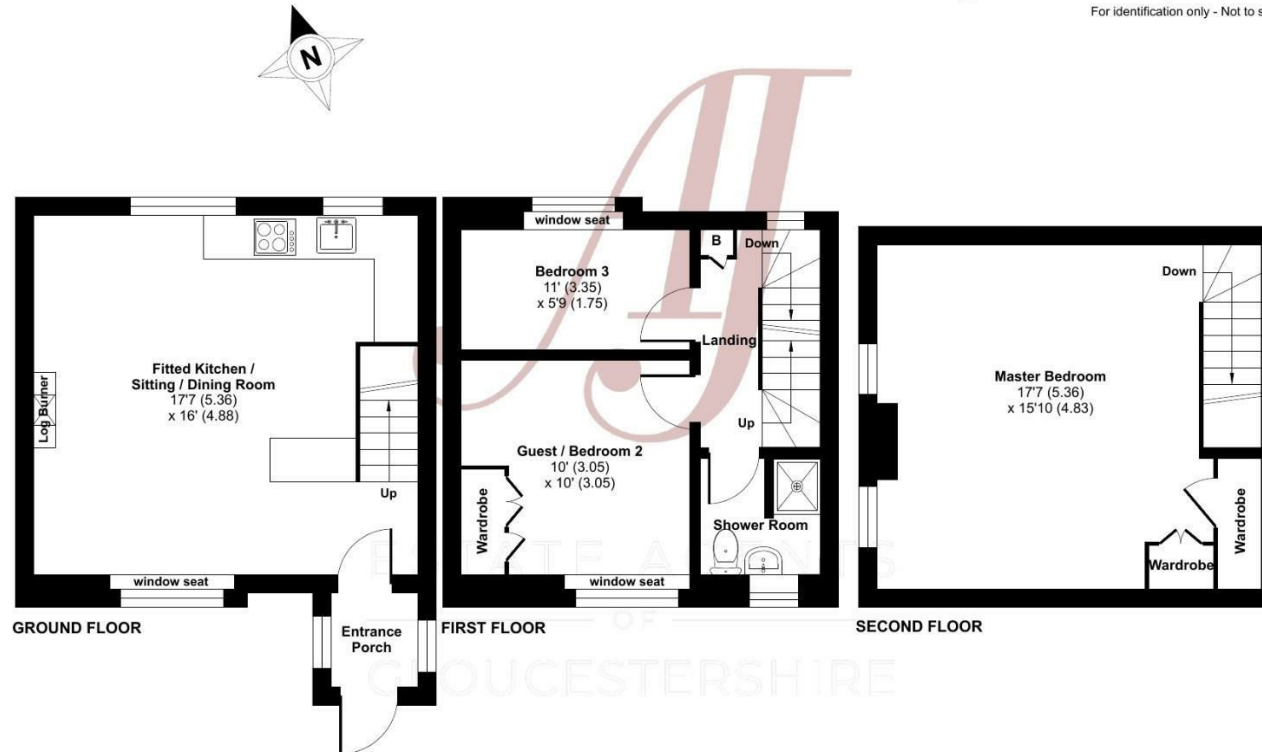 For identification only - Not to s
N
AJ
window seat
B
Down
Bedroom 3
11' (3.35)
x 5'9 (1.75)
Landing
Fitted Kitchen /
Sitting / Dining Room
17'7 (5.36)
x 16' (4.88)
Log Burner
Up
window seat
Entrance
Porch
GROUND FLOOR
Guest / Bedroom 2
10' (3.05)
x 10' (3.05)
Up
Wardrobe
Shower Room
window seat
FIRST FLOOR
Down
Master Bedroom
17'7 (5.36)
x 15'10 (4.83)
Wardrobe
Wardrobe
SECOND FLOOR
ESTATE AGENTS
OF
GLOUCESTERSHIRE